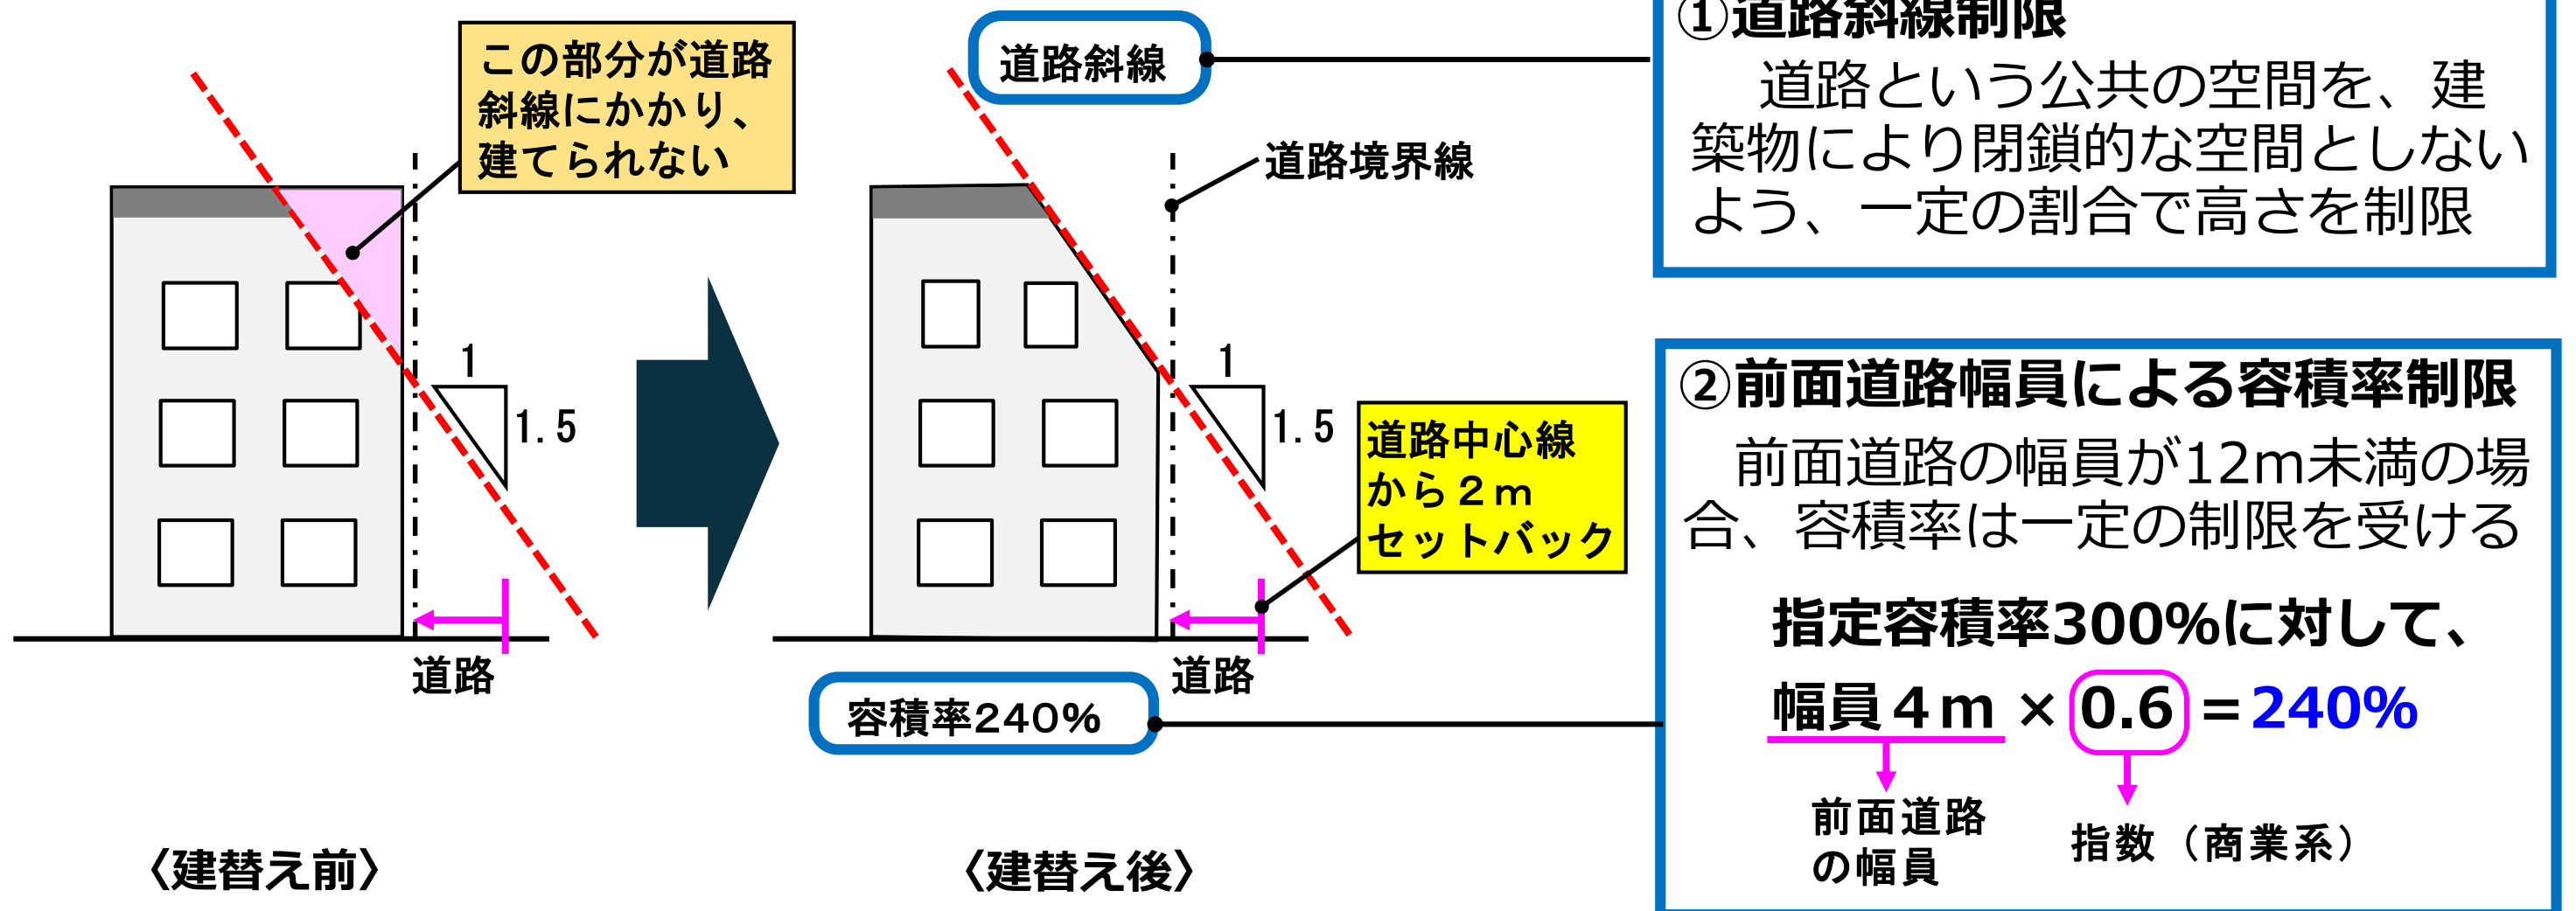 この部分が道路
斜線にかかり、
建てられない
1
1.5
道路
〈建替え前〉
道路斜線
道路境界線
1
1.5
道路中心線
から２ｍ
セットバック
道路
容積率240%
〈建替え後〉
①道路斜線制限
道路という公共の空間を、建
築物により閉鎖的な空間としない
よう、一定の割合で高さを制限
②前面道路幅員による容積率制限
前面道路の幅員が12ｍ未満の場
合、容積率は一定の制限を受ける
指定容積率300%に対して、
幅員４ｍ × 0.6 = 240%
前面道路
の幅員
指数（商業系）